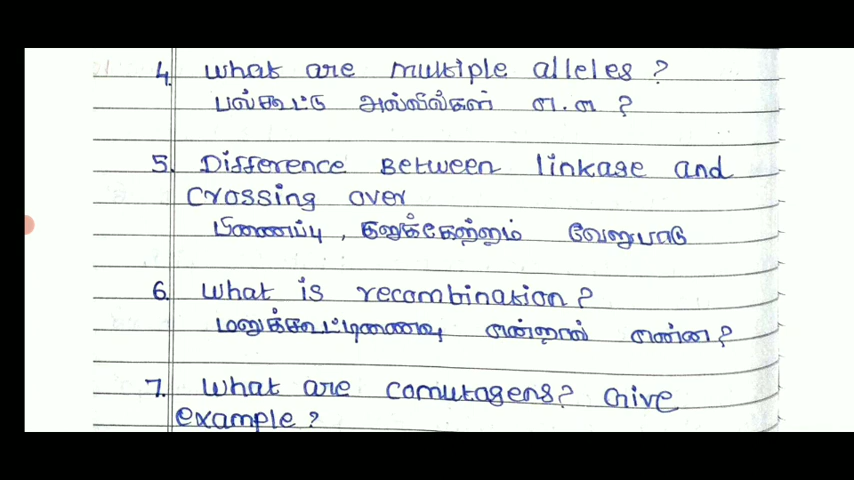 4. What are multiple alleles ?
பல்கூட்டு அல்லீல்கள் எ.எ ?
5. Difference Between linkage and
crossing over
பிணைப்பு , குறுக்கேற்றம் வேறுபாடு
6. What is recombination ?
மறுக்கூட்டிணைவு என்றால் என்ன ?
7. What are comutagens? Give
example ?